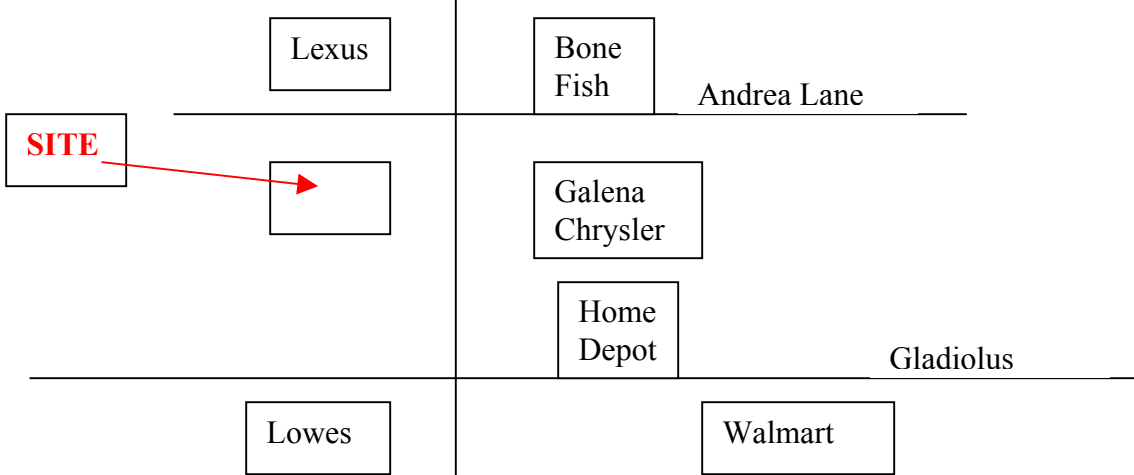 Lexus
Bone
Fish
Andrea Lane
SITE
Galena
Chrysler
Home
Depot
Gladiolus
Lowes
Walmart